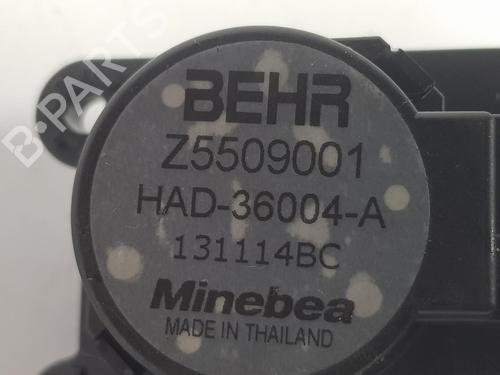 BEHR
Z5509001
HAD-36004-A
131114BC
Minebea
MADE IN THAILAND
B-PARTS